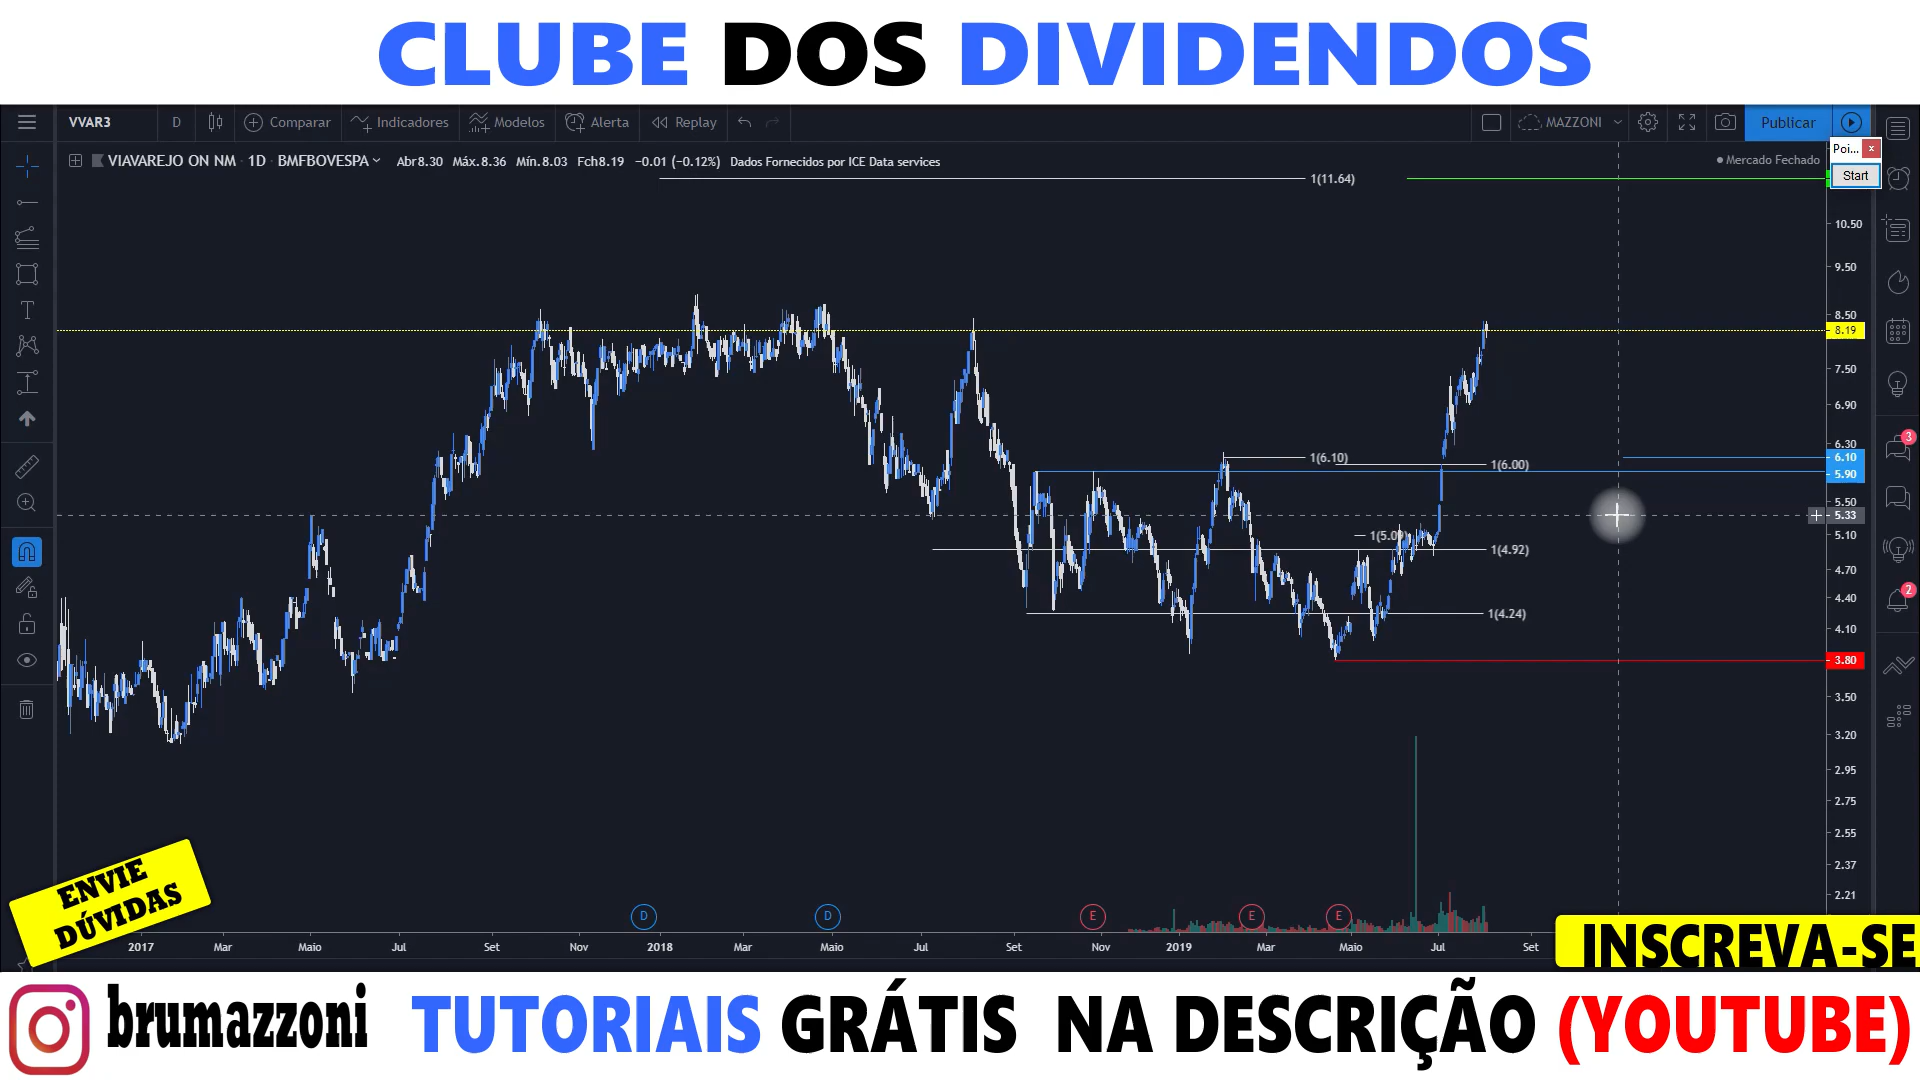 CLUBE DOS DIVIDENDOS
VVAR3 D Comparar Indicadores Modelos Alerta Replay MAZZONI Publicar
Poi... x
Start
VIAVAREJO ON NM · 1D · BMFBOVESPA Abr8.30 Máx.8.36 Mín.8.03 Fch8.19 −0.01 (−0.12%) Dados Fornecidos por ICE Data services
Mercado Fechado
1(11.64)
10.50
9.50
8.50
8.19
7.50
6.90
6.30
1(6.10)
6.10
1(6.00)
5.90
5.50
5.33
1(5.09)
5.10
1(4.92)
4.70
4.40
1(4.24)
4.10
3.80
3.50
3.20
2.95
2.75
2.55
2.37
2.21
3
2
D D E E E
2017 Mar Maio Jul Set Nov 2018 Mar Maio Jul Set Nov 2019 Mar Maio Jul Set
ENVIE
DÚVIDAS
INSCREVA-SE
brumazzoni TUTORIAIS GRÁTIS NA DESCRIÇÃO (YOUTUBE)